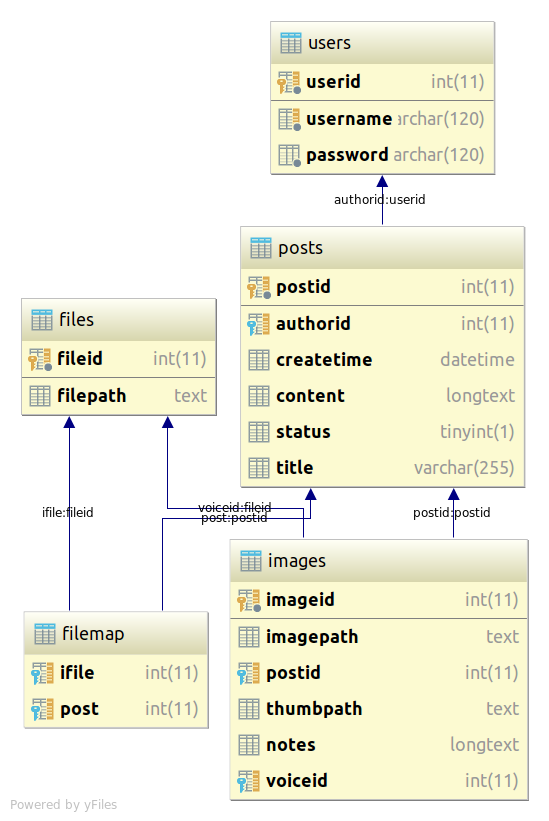 users
userid int(11)
username archar(120)
password archar(120)
authorid:userid
posts
postid int(11)
authorid int(11)
createtime datetime
content longtext
status tinyint(1)
title varchar(255)
files
fileid int(11)
filepath text
ifile:fileid
voiceid:fileid
post:postid
postid:postid
images
imageid int(11)
imagepath text
postid int(11)
thumbpath text
notes longtext
voiceid int(11)
filemap
ifile int(11)
post int(11)
Powered by yFiles